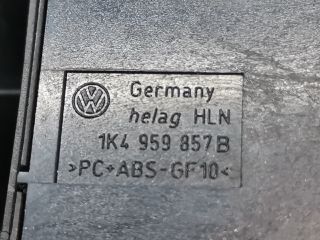 Germany
helag HLN
1K4 959 857 B
>PC+ABS-GF10<